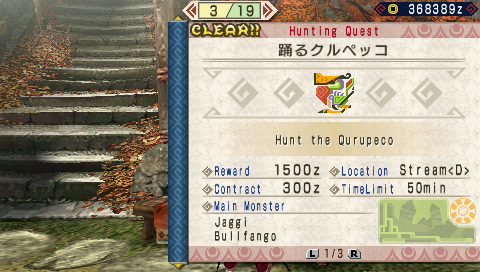 3 / 19
368389z
CLEAR!!
Hunting Quest
踊るクルペッコ
Hunt the Qurupeco
Reward 1500z
Location Stream<D>
Contract 300z
TimeLimit 50min
Main Monster
Jaggi
Bullfango
L 1/3 R